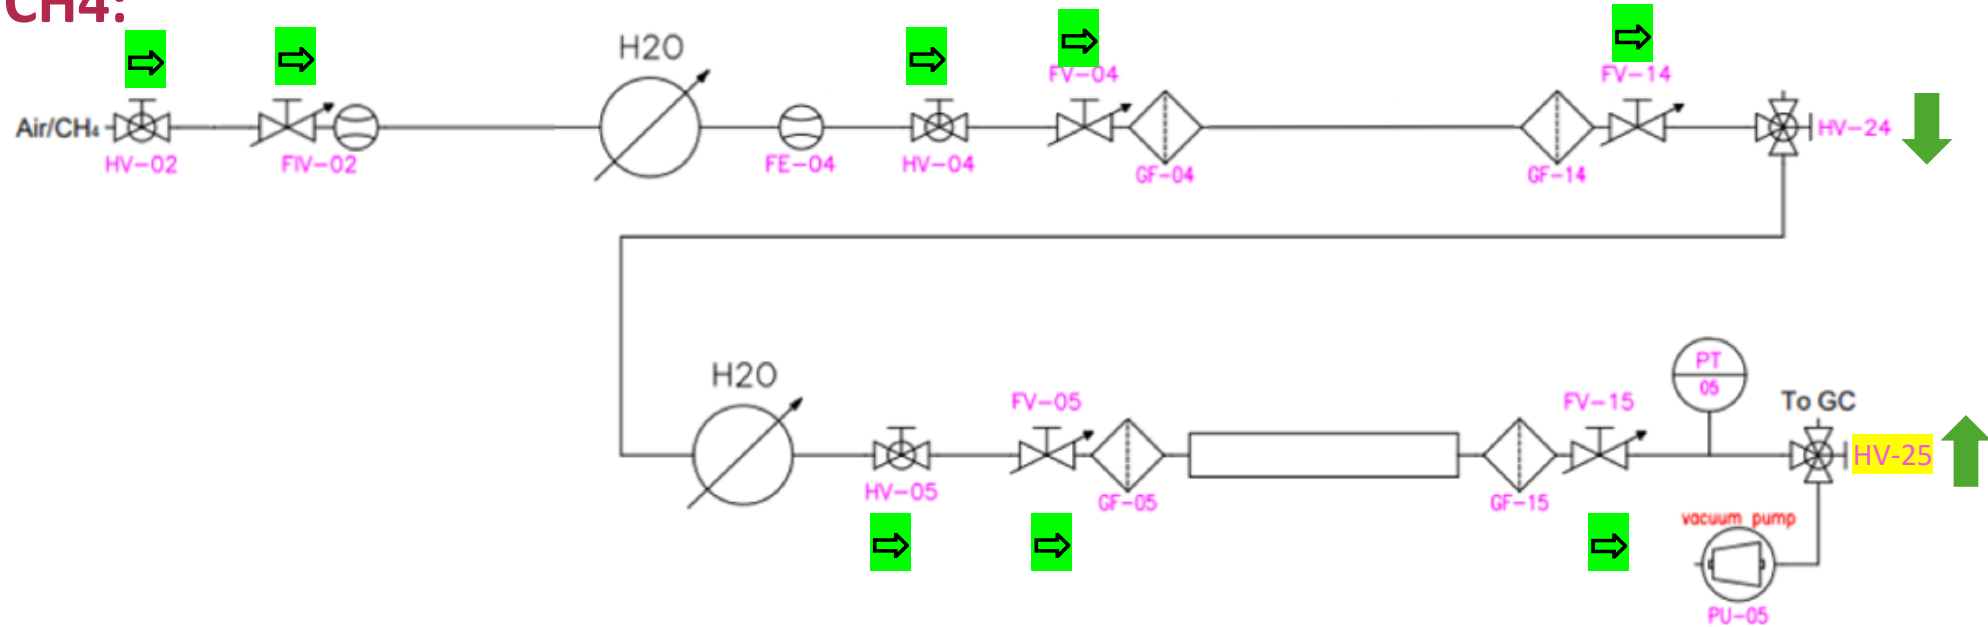 CH4:
H2O
FV-04
FV-14
Air/CH₄
HV-24
HV-02
FIV-02
FE-04
HV-04
GF-04
GF-14
H2O
FV-05
FV-15
PT
05
To GC
HV-25
HV-05
GF-05
GF-15
vacuum pump
PU-05